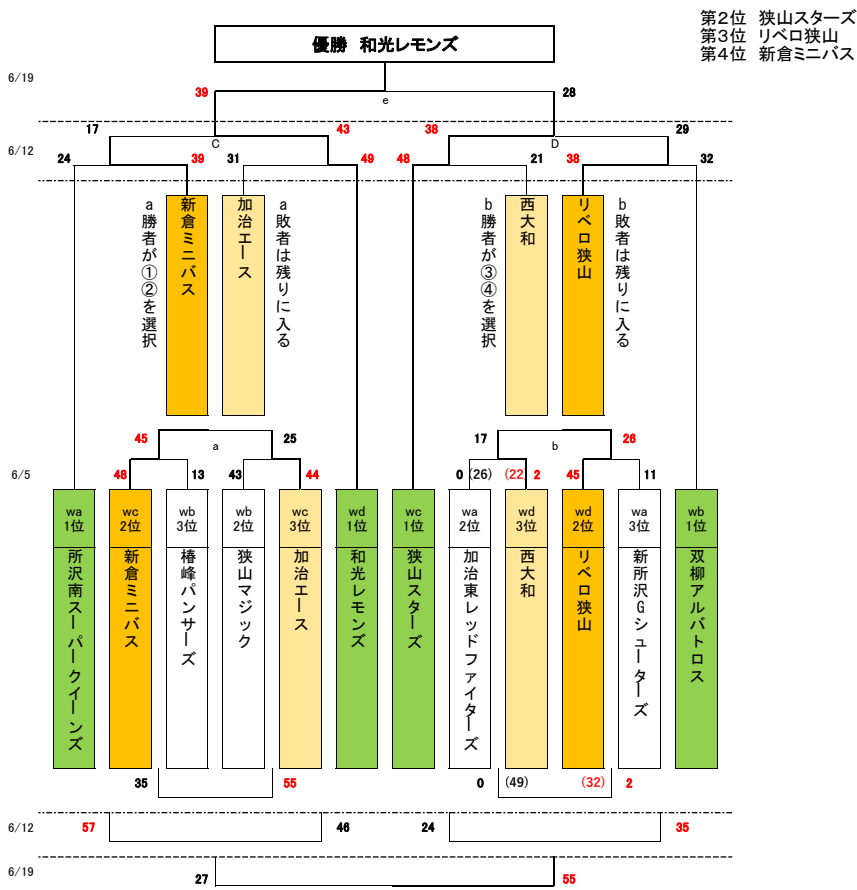 第2位 狭山スターズ
第3位 リベロ狭山
第4位 新倉ミニバス
優勝 和光レモンズ
6/19
39
e
28
17
C
43
38
D
29
6/12
24
39
31
49
48
21
38
32
a勝者が①②を選択
新倉ミニバス
加治エース
a敗者は残りに入る
b勝者が③④を選択
西大和
リベロ狭山
b敗者は残りに入る
45
a
25
17
b
26
6/5
48
13
43
44
0 (26)
(22) 2
45
11
wa 1位
wc 2位
wb 3位
wb 2位
wc 3位
wd 1位
wc 1位
wa 2位
wd 3位
wd 2位
wa 3位
wb 1位
所沢南スーパークイーンズ
新倉ミニバス
椿峰パンサーズ
狭山マジック
加治エース
和光レモンズ
狭山スターズ
加治東レッドファイターズ
西大和
リベロ狭山
新所沢Gシューターズ
双柳アルバトロス
35
55
0 (49)
(32) 2
6/12
57
46
24
35
6/19
27
55